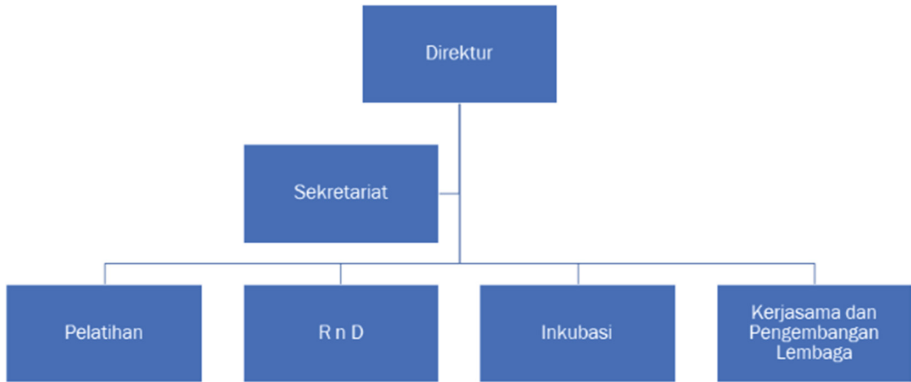 Direktur
Sekretariat
Pelatihan
R n D
Inkubasi
Kerjasama dan
Pengembangan
Lembaga